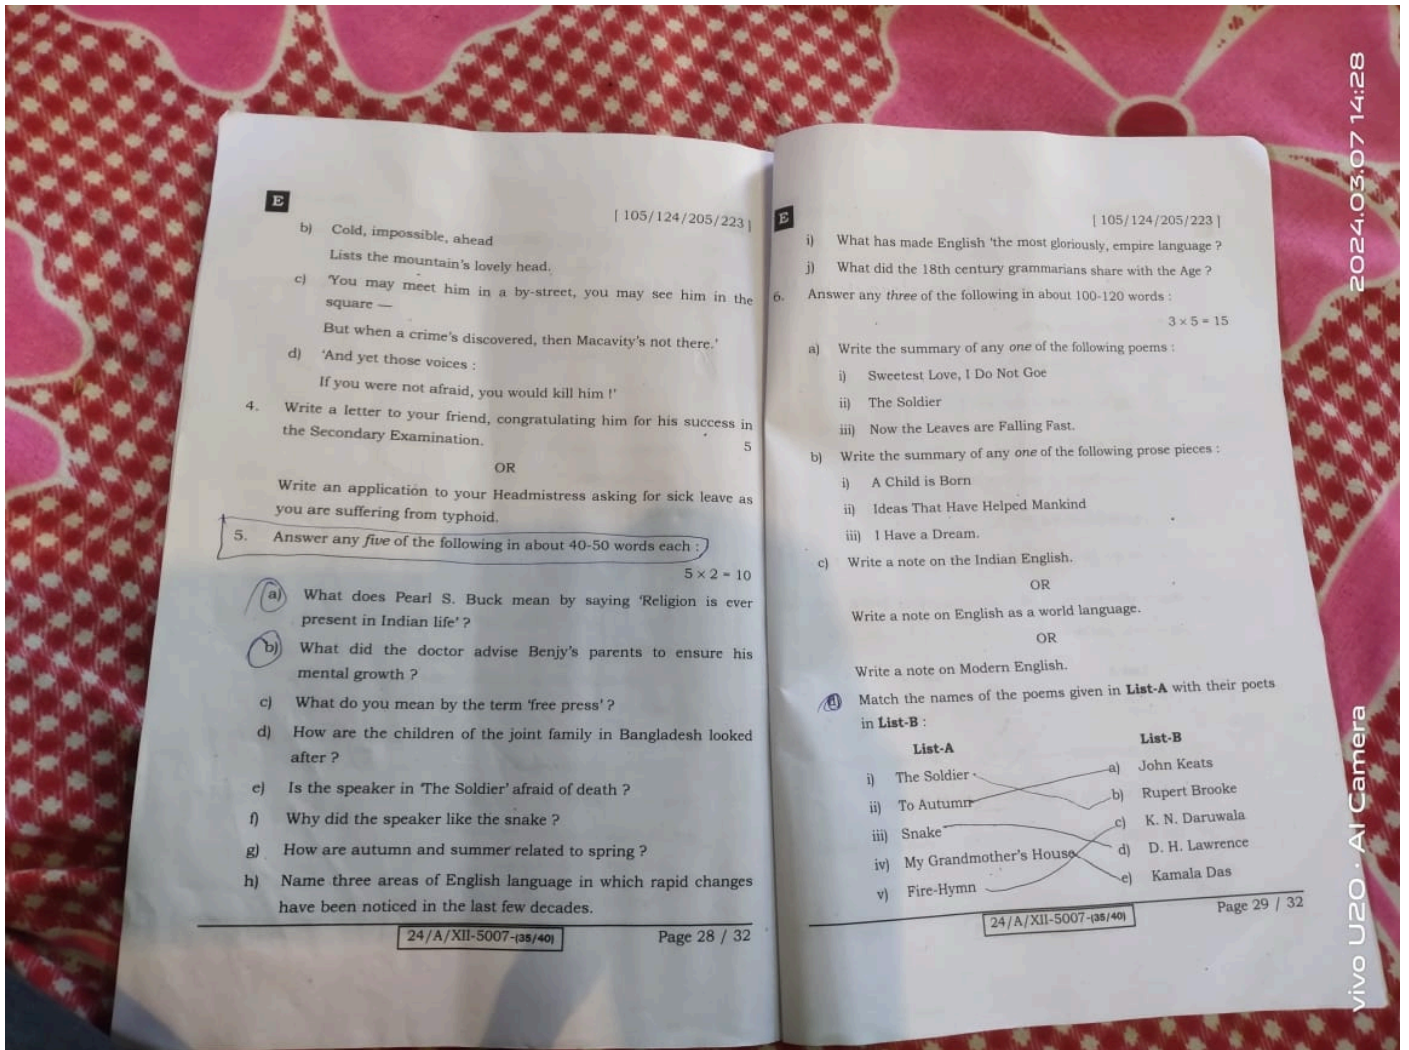 E
[ 105/124/205/223 ]
b) Cold, impossible, ahead
Lists the mountain's lovely head.
c) 'You may meet him in a by-street, you may see him in the
square —
But when a crime's discovered, then Macavity's not there.'
d) 'And yet those voices :
If you were not afraid, you would kill him !'
4. Write a letter to your friend, congratulating him for his success in
the Secondary Examination.
5
OR
Write an application to your Headmistress asking for sick leave as
you are suffering from typhoid.
5. Answer any five of the following in about 40-50 words each :
5 × 2 = 10
a) What does Pearl S. Buck mean by saying 'Religion is ever
present in Indian life' ?
b) What did the doctor advise Benjy's parents to ensure his
mental growth ?
c) What do you mean by the term 'free press' ?
d) How are the children of the joint family in Bangladesh looked
after ?
e) Is the speaker in 'The Soldier' afraid of death ?
f) Why did the speaker like the snake ?
g) How are autumn and summer related to spring ?
h) Name three areas of English language in which rapid changes
have been noticed in the last few decades.
24/A/XII-5007-(35/40)
Page 28 / 32
E
[ 105/124/205/223 ]
i) What has made English 'the most gloriously, empire language ?
j) What did the 18th century grammarians share with the Age ?
6. Answer any three of the following in about 100-120 words :
3 × 5 = 15
a) Write the summary of any one of the following poems :
i) Sweetest Love, I Do Not Goe
ii) The Soldier
iii) Now the Leaves are Falling Fast.
b) Write the summary of any one of the following prose pieces :
i) A Child is Born
ii) Ideas That Have Helped Mankind
iii) I Have a Dream.
c) Write a note on the Indian English.
OR
Write a note on English as a world language.
OR
Write a note on Modern English.
d) Match the names of the poems given in List-A with their poets
in List-B :
List-A List-B
i) The Soldier a) John Keats
ii) To Autumn b) Rupert Brooke
iii) Snake c) K. N. Daruwala
iv) My Grandmother's House d) D. H. Lawrence
v) Fire-Hymn e) Kamala Das
24/A/XII-5007-(35/40)
Page 29 / 32
vivo U20 · AI Camera
2024.03.07 14:28